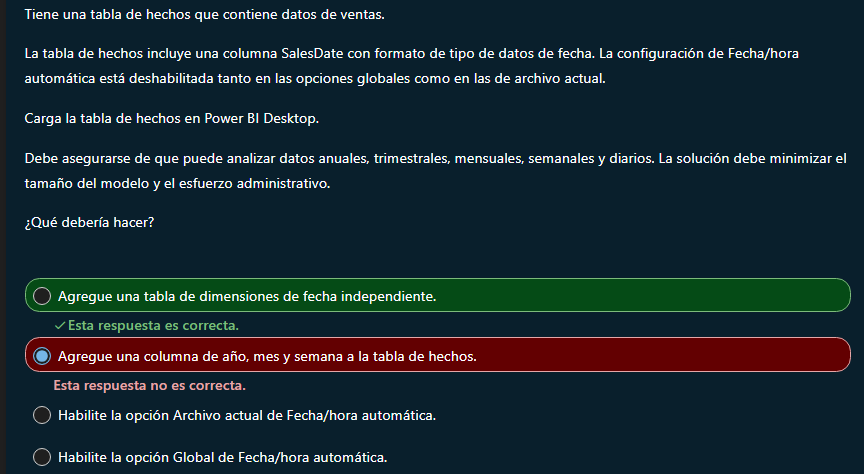 Tiene una tabla de hechos que contiene datos de ventas.
La tabla de hechos incluye una columna SalesDate con formato de tipo de datos de fecha. La configuración de Fecha/hora
automática está deshabilitada tanto en las opciones globales como en las de archivo actual.
Carga la tabla de hechos en Power BI Desktop.
Debe asegurarse de que puede analizar datos anuales, trimestrales, mensuales, semanales y diarios. La solución debe minimizar el
tamaño del modelo y el esfuerzo administrativo.
¿Qué debería hacer?
Agregue una tabla de dimensiones de fecha independiente.
Esta respuesta es correcta.
Agregue una columna de año, mes y semana a la tabla de hechos.
Esta respuesta no es correcta.
Habilite la opción Archivo actual de Fecha/hora automática.
Habilite la opción Global de Fecha/hora automática.